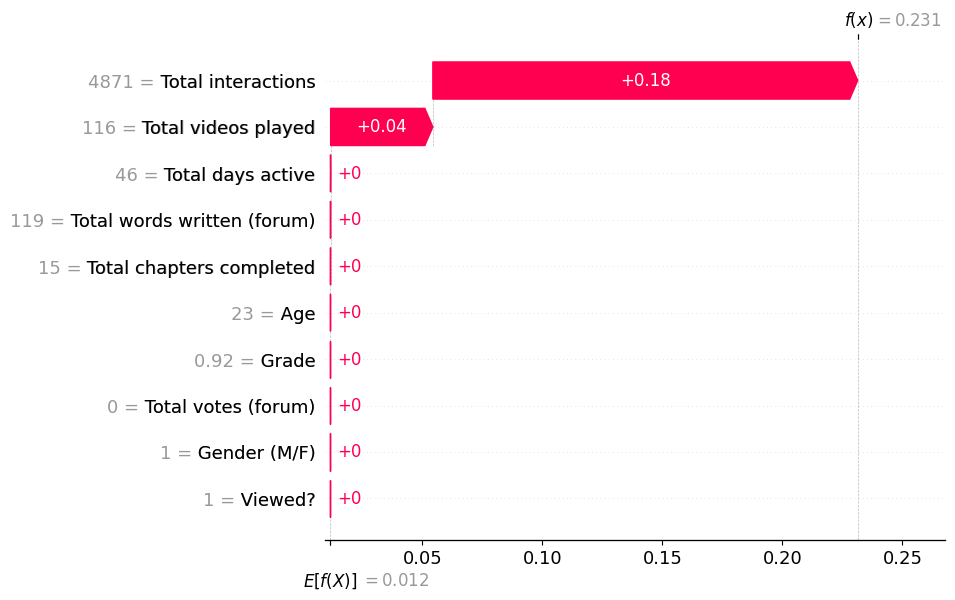 f(x) = 0.231
4871 = Total interactions +0.18
116 = Total videos played +0.04
46 = Total days active +0
119 = Total words written (forum) +0
15 = Total chapters completed +0
23 = Age +0
0.92 = Grade +0
0 = Total votes (forum) +0
1 = Gender (M/F) +0
1 = Viewed? +0
0.05 0.10 0.15 0.20 0.25
E[f(X)] = 0.012